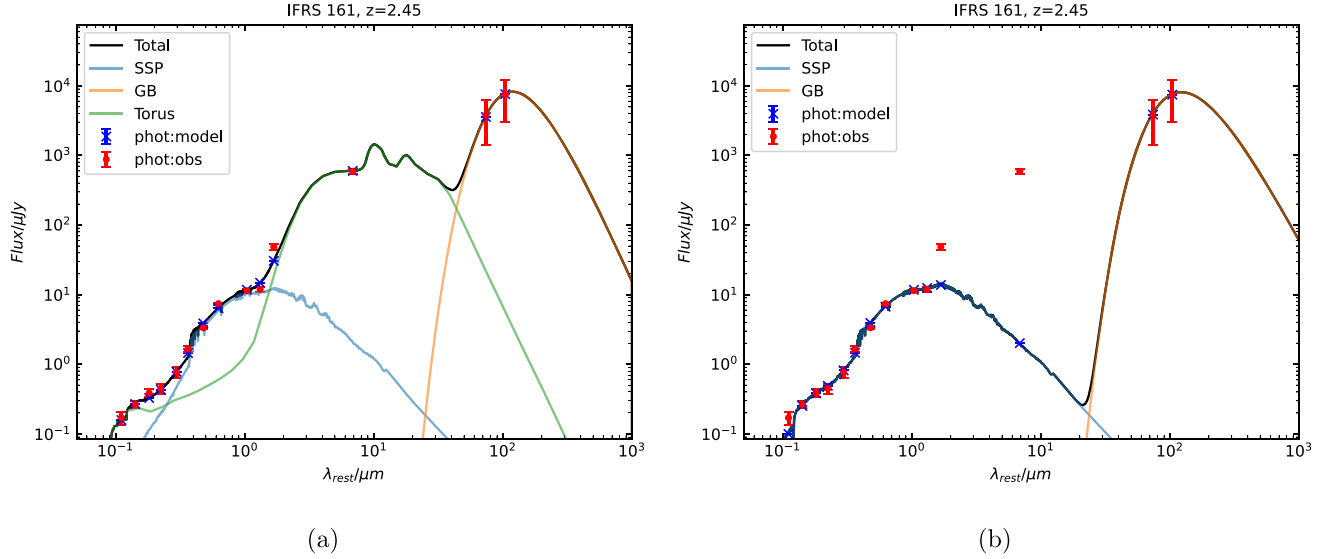 IFRS 161, z=2.45
Flux/μJy
10^4
10^3
10^2
10^1
10^0
10^-1
Total
SSP
GB
Torus
phot:model
phot:obs
10^-1 10^0 10^1 10^2 10^3
λ_rest/μm
(a)
IFRS 161, z=2.45
Flux/μJy
10^4
10^3
10^2
10^1
10^0
10^-1
Total
SSP
GB
phot:model
phot:obs
10^-1 10^0 10^1 10^2 10^3
λ_rest/μm
(b)